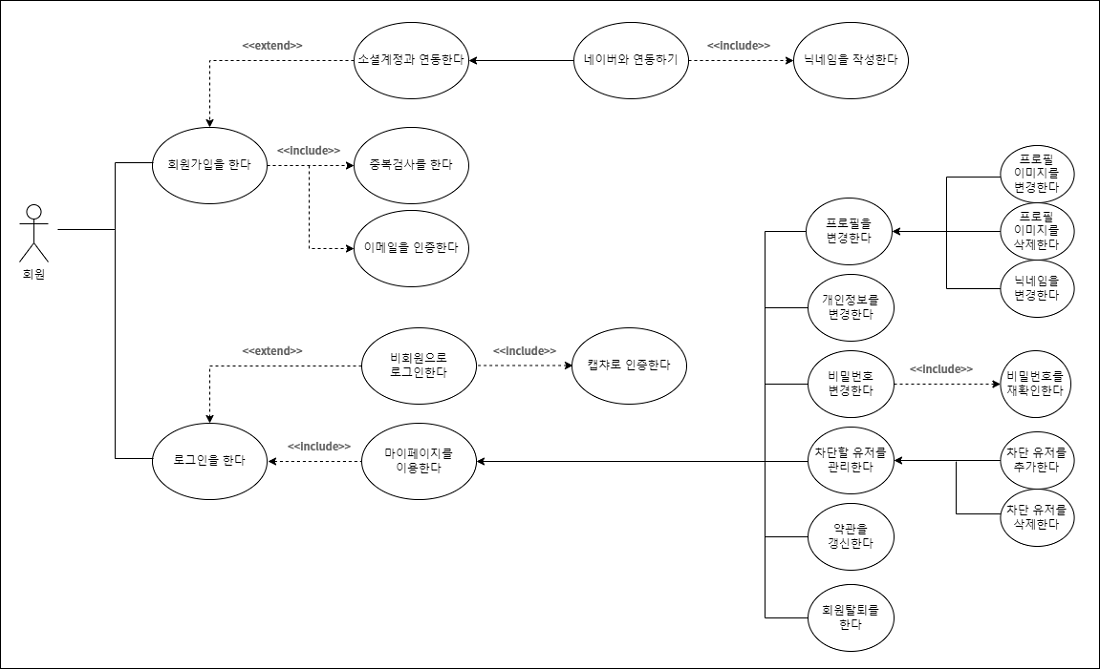 <<extend>>
소셜계정과 연동한다
네이버와 연동하기
<<include>>
닉네임을 작성한다
회원가입을 한다
<<include>>
중복검사를 한다
이메일을 인증한다
회원
프로필을
변경한다
프로필
이미지를
변경한다
프로필
이미지를
삭제한다
닉네임을
변경한다
개인정보를
변경한다
<<extend>>
비회원으로
로그인한다
<<include>>
캡차로 인증한다
비밀번호
변경한다
<<include>>
비밀번호를
재확인한다
로그인을 한다
<<include>>
마이페이지를
이용한다
차단할 유저를
관리한다
차단 유저를
추가한다
차단 유저를
삭제한다
약관을
갱신한다
회원탈퇴를
한다